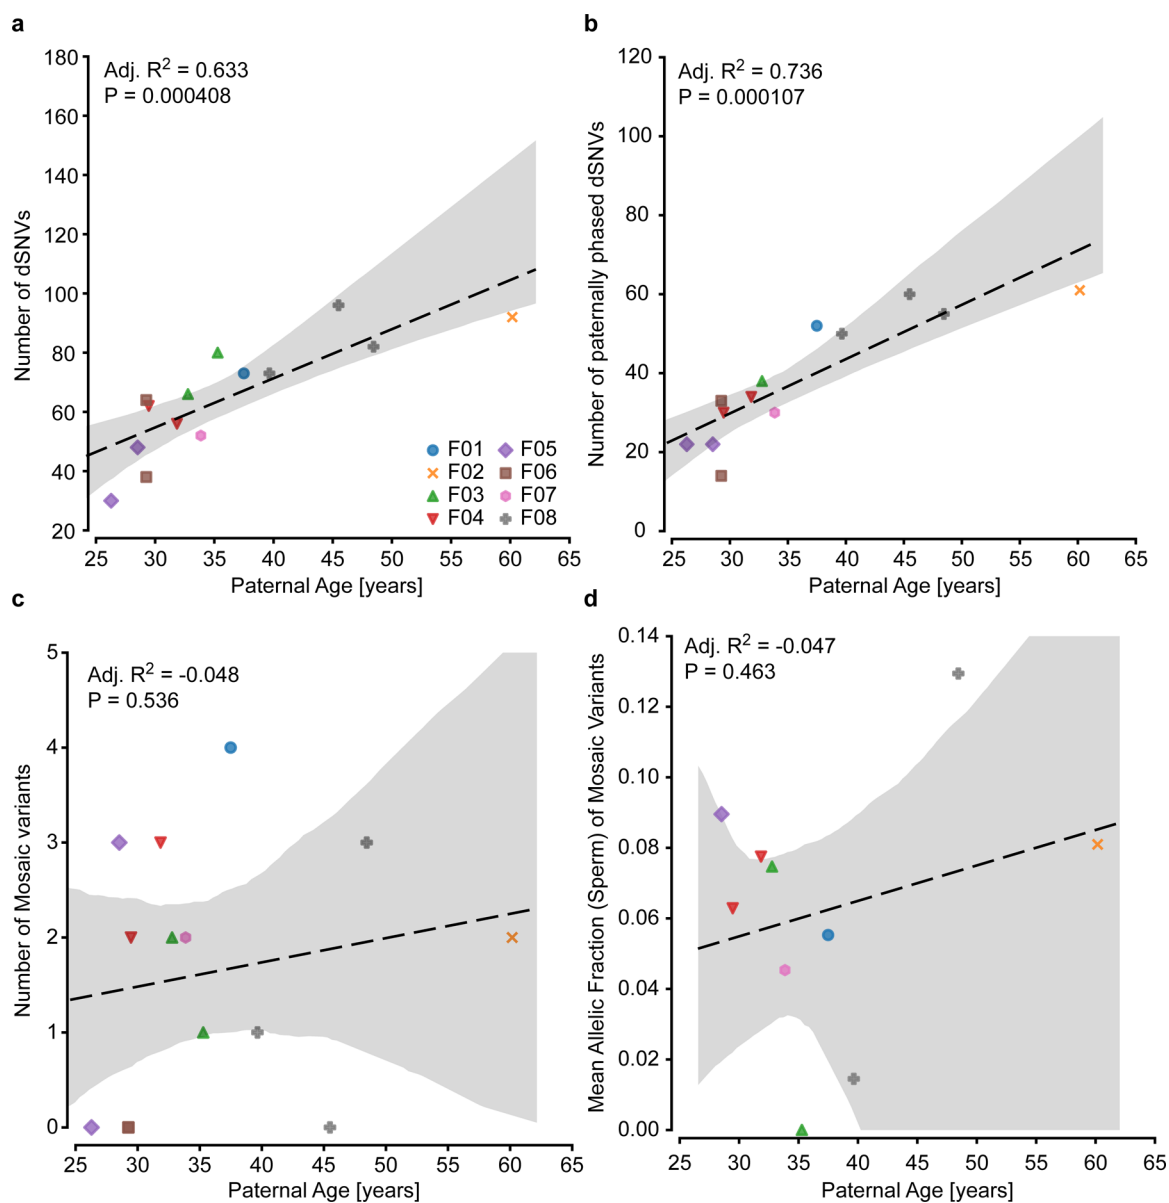 a
Adj. R² = 0.633
P = 0.000408
Number of dSNVs
180
160
140
120
100
80
60
40
20
25 30 35 40 45 50 55 60 65
Paternal Age [years]
F01 F05
F02 F06
F03 F07
F04 F08
b
Adj. R² = 0.736
P = 0.000107
Number of paternally phased dSNVs
120
100
80
60
40
20
0
25 30 35 40 45 50 55 60 65
Paternal Age [years]
c
Adj. R² = -0.048
P = 0.536
Number of Mosaic variants
5
4
3
2
1
0
25 30 35 40 45 50 55 60 65
Paternal Age [years]
d
Adj. R² = -0.047
P = 0.463
Mean Allelic Fraction (Sperm) of Mosaic Variants
0.14
0.12
0.10
0.08
0.06
0.04
0.02
0.00
25 30 35 40 45 50 55 60 65
Paternal Age [years]